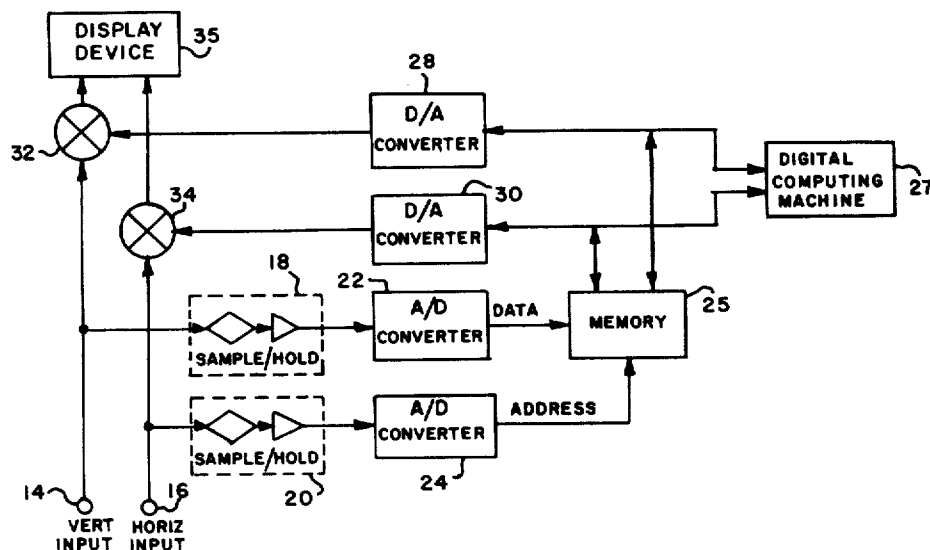 DISPLAY
DEVICE
35
28
D/A
CONVERTER
32
DIGITAL
COMPUTING
MACHINE
27
34
30
D/A
CONVERTER
18
22
A/D
CONVERTER
DATA
25
MEMORY
SAMPLE/HOLD
A/D
CONVERTER
ADDRESS
SAMPLE/HOLD
20
24
14
16
VERT
INPUT
HORIZ
INPUT